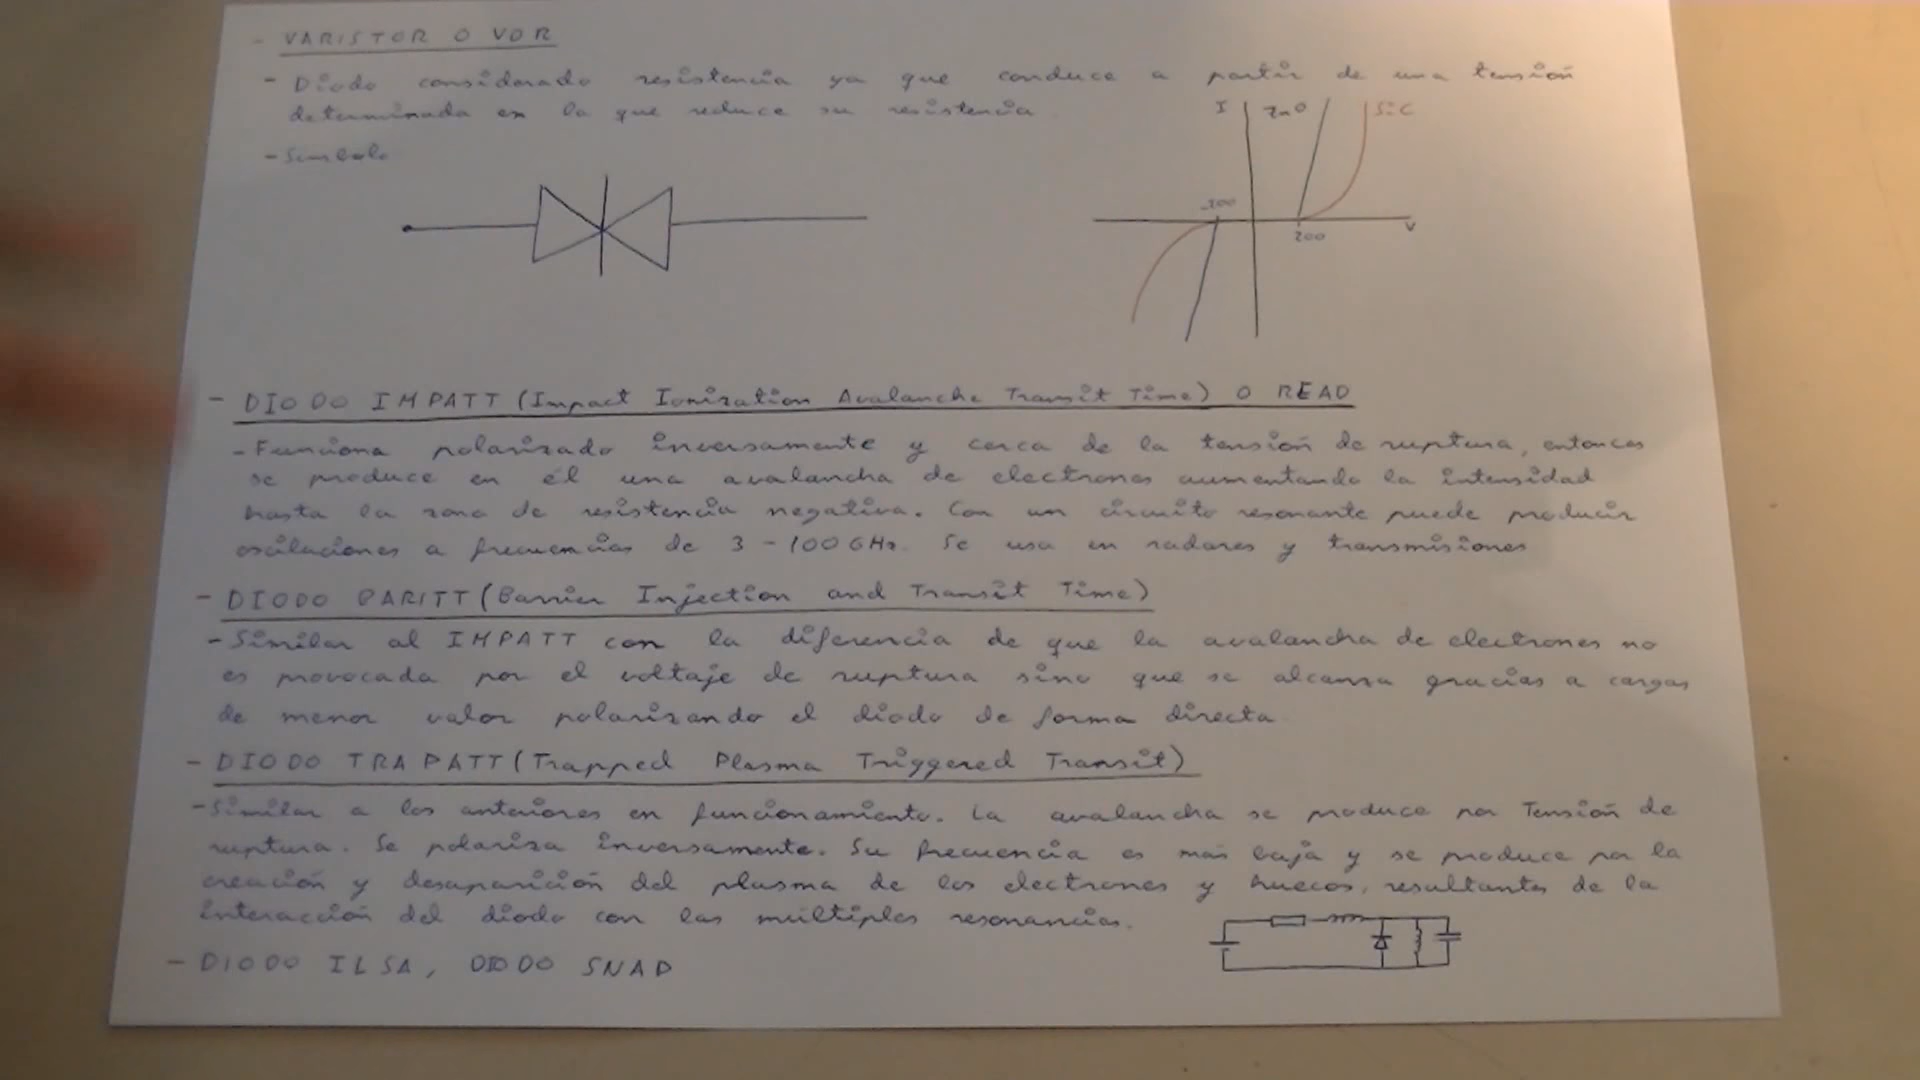 - VARISTOR O VDR
- Diodo considerado resistencia ya que conduce a partir de una tensión
determinada en la que reduce su resistencia
- Simbolo
I ZnO SiC
-200
200
V
- DIODO IMPATT (Impact Ionization Avalanche Transit Time) O READ
- Funciona polarizado inversamente y cerca de la tensión de ruptura, entonces
se produce en él una avalancha de electrones aumentando la intensidad
hasta la zona de resistencia negativa. Con un circuito resonante puede producir
oscilaciones a frecuencias de 3 - 100 GHz. Se usa en radares y transmisiones
- DIODO BARITT (Barrier Injection and Transit Time)
- Similar al IMPATT con la diferencia de que la avalancha de electrones no
es provocada por el voltaje de ruptura sino que se alcanza gracias a cargas
de menor valor polarizando el diodo de forma directa
- DIODO TRAPATT (Trapped Plasma Triggered Transit)
- Similar a los anteriores en funcionamiento. La avalancha se produce por Tensión de
ruptura. Se polariza inversamente. Su frecuencia es más baja y se produce por la
creación y desaparición del plasma de los electrones y huecos, resultantes de la
interacción del diodo con las múltiples resonancias.
- DIODO ILSA, DIODO SNAP